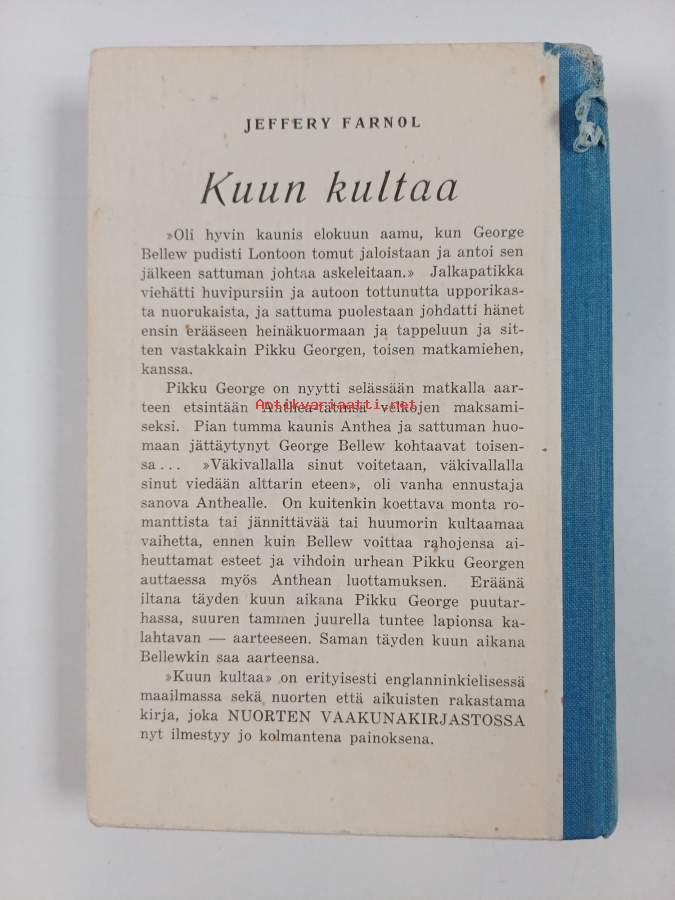 JEFFERY FARNOL
Kuun kultaa
»Oli hyvin kaunis elokuun aamu, kun George
Bellew pudisti Lontoon tomut jaloistaan ja antoi sen
jälkeen sattuman johtaa askeleitaan.» Jalkapatikka
viehätti huvipursiin ja autoon tottunutta upporikas-
ta nuorukaista, ja sattuma puolestaan johdatti hänet
ensin erääseen heinäkuormaan ja tappeluun ja sit-
ten vastakkain Pikku Georgen, toisen matkamiehen,
kanssa.
Pikku George on nyytti selässään matkalla aar-
teen etsintään Anthea-tätinsä velkojen maksami-
Antikvariaatti.net
seksi. Pian tumma kaunis Anthea ja sattuman huo-
maan jättäytynyt George Bellew kohtaavat toisen-
sa... »Väkivallalla sinut voitetaan, väkivallalla
sinut viedään alttarin eteen», oli vanha ennustaja
sanova Anthealle. On kuitenkin koettava monta ro-
manttista tai jännittävää tai huumorin kultaamaa
vaihetta, ennen kuin Bellew voittaa rahojensa ai-
heuttamat esteet ja vihdoin urhean Pikku Georgen
auttaessa myös Anthean luottamuksen. Eräänä
iltana täyden kuun aikana Pikku George puutar-
hassa, suuren tammen juurella tuntee lapionsa ka-
lahtavan — aarteeseen. Saman täyden kuun aikana
Bellewkin saa aarteensa.
»Kuun kultaa» on erityisesti englanninkielisessä
maailmassa sekä nuorten että aikuisten rakastama
kirja, joka NUORTEN VAAKUNAKIRJASTOSSA
nyt ilmestyy jo kolmantena painoksena.